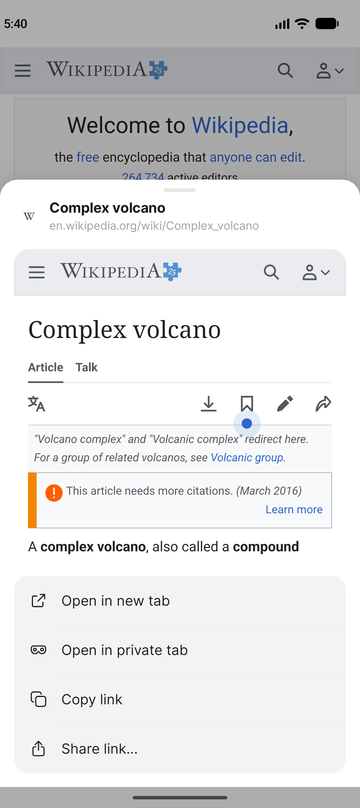 5:40
WIKIPEDIA 25
Welcome to Wikipedia,
the free encyclopedia that anyone can edit.
264,734 active editors
W
Complex volcano
en.wikipedia.org/wiki/Complex_volcano
WIKIPEDIA 25
Complex volcano
Article Talk
"Volcano complex" and "Volcanic complex" redirect here.
For a group of related volcanos, see Volcanic group.
This article needs more citations. (March 2016)
Learn more
A complex volcano, also called a compound
Open in new tab
Open in private tab
Copy link
Share link...